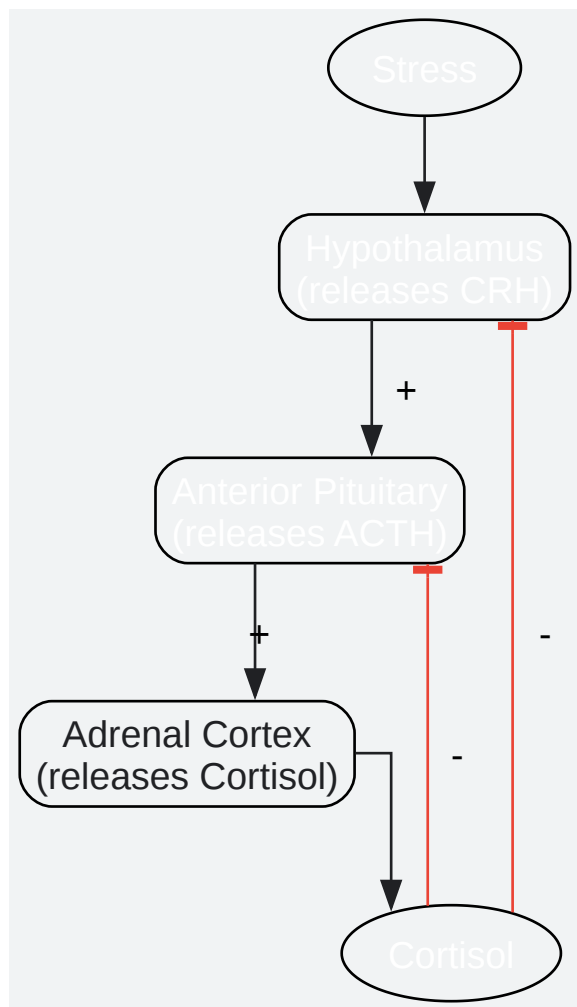 Stress
Hypothalamus
(releases CRH)
+
Anterior Pituitary
(releases ACTH)
+
-
Adrenal Cortex
(releases Cortisol)
-
Cortisol